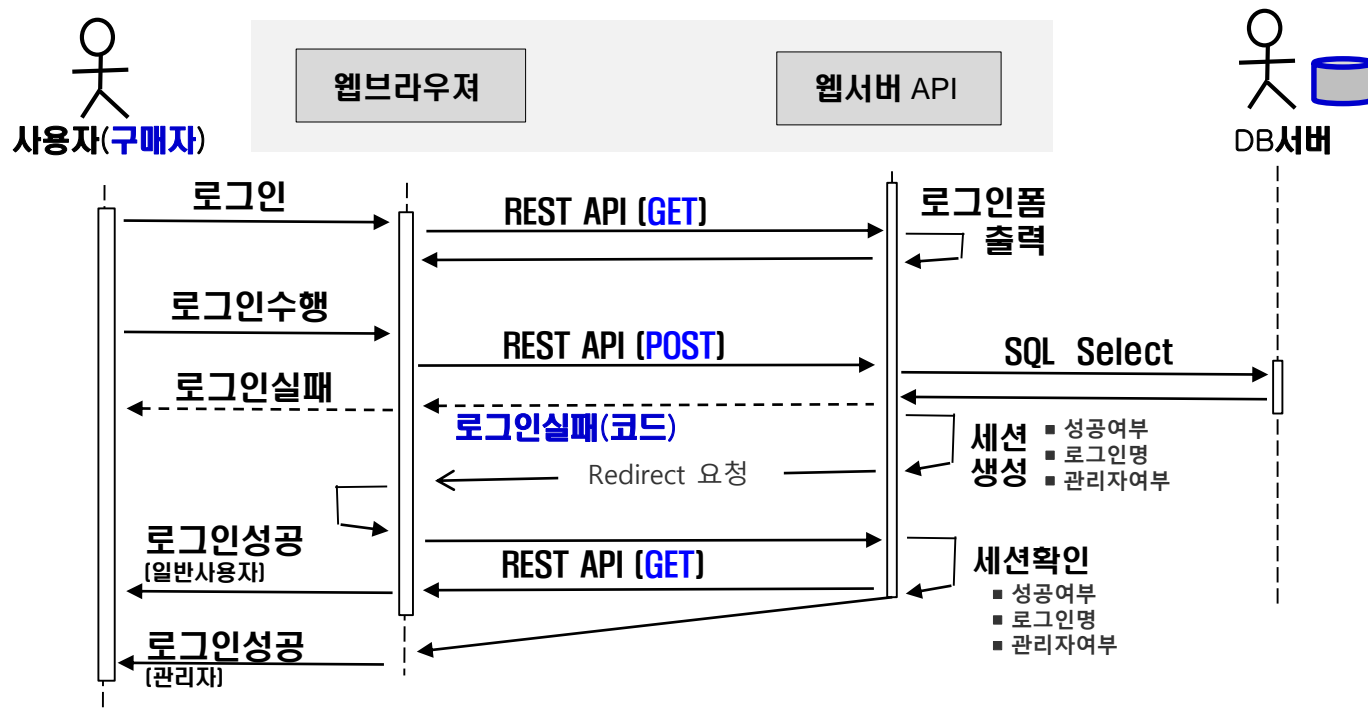 웹브라우져
웹서버 API
사용자(구매자)
DB서버
로그인
REST API (GET)
로그인폼
출력
로그인수행
REST API (POST)
SQL Select
로그인실패
로그인실패(코드)
세션
생성
■ 성공여부
■ 로그인명
■ 관리자여부
Redirect 요청
로그인성공
(일반사용자)
REST API (GET)
세션확인
■ 성공여부
■ 로그인명
■ 관리자여부
로그인성공
(관리자)